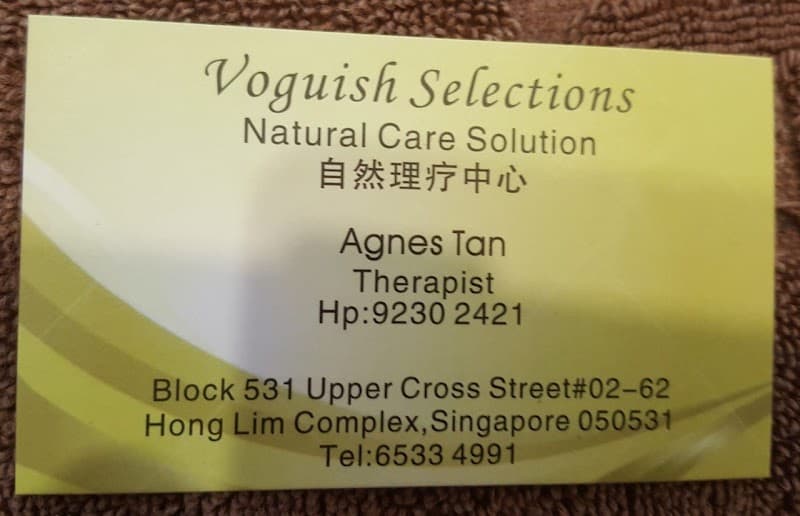 Voguish Selections
Natural Care Solution
自然理疗中心
Agnes Tan
Therapist
Hp:9230 2421
Block 531 Upper Cross Street#02-62
Hong Lim Complex,Singapore 050531
Tel:6533 4991